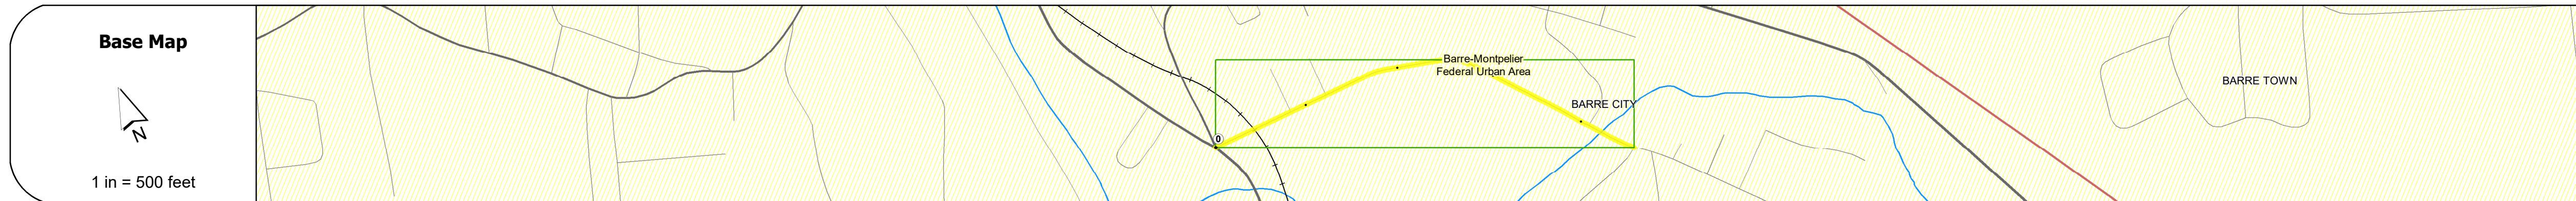 Base Map
N
1 in = 500 feet
0
Barre-Montpelier
Federal Urban Area
BARRE CITY
BARRE TOWN